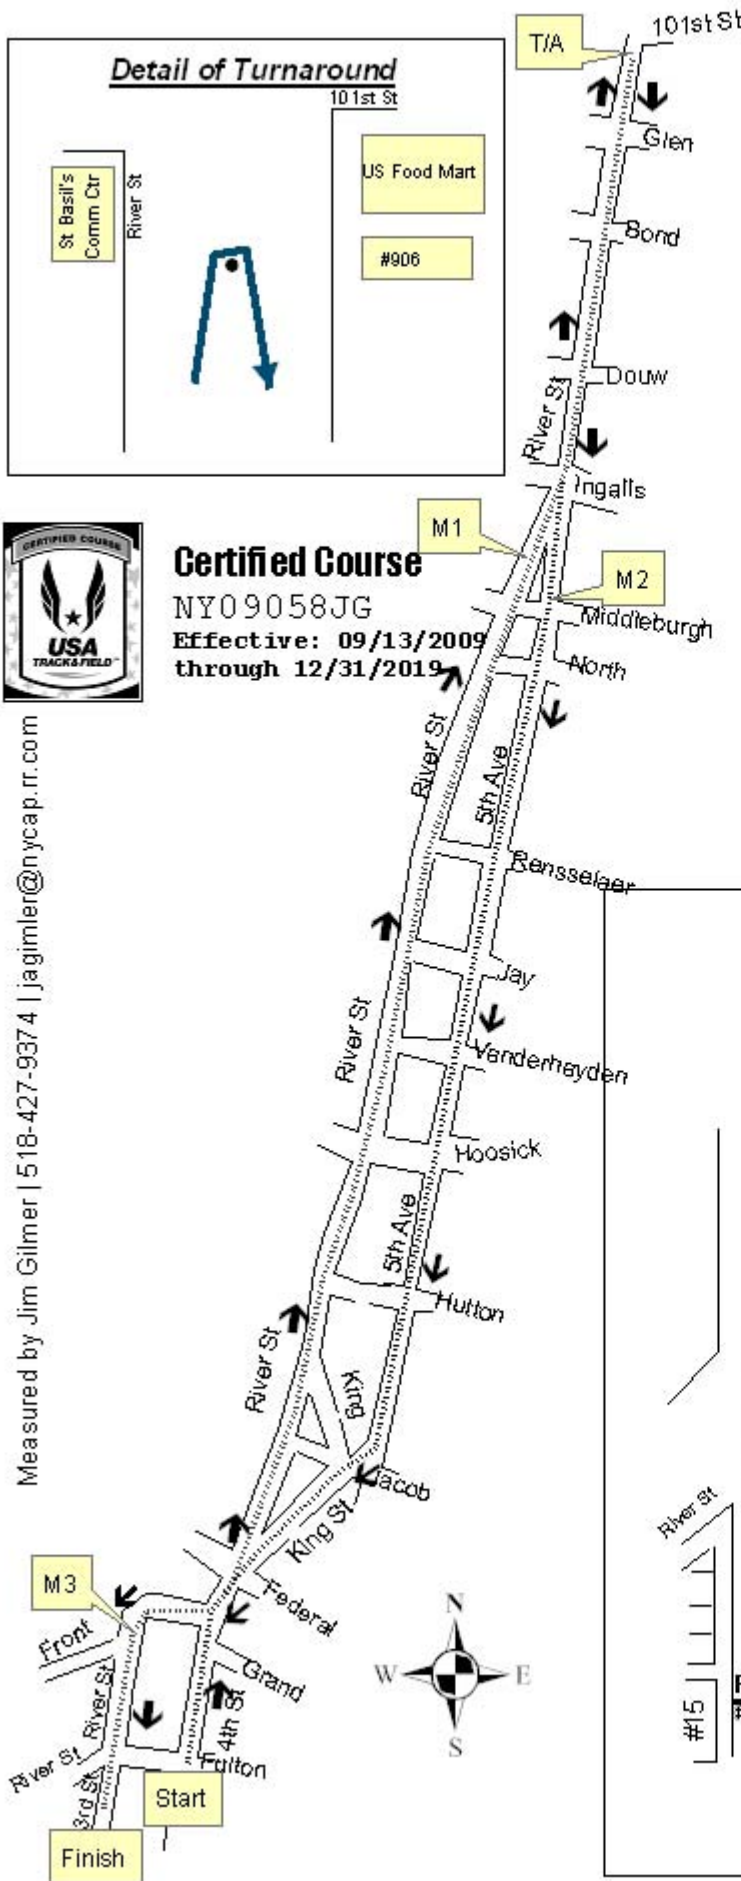 T/A
101st St
Detail of Turnaround
101st St
US Food Mart
St Basil's
Comm Ctr
River St
#906
Glen
Bond
Douw
River St
Ingalls
M1
CERTIFIED COURSE
USA
TRACK&FIELD
Certified Course
NY09058JG
Effective: 09/13/2009
through 12/31/2019
M2
Middleburgh
North
River St
5th Ave
Rensselaer
Jay
River St
Vanderheyden
Hoosick
5th Ave
Hutton
River St
King
Jacob
King St
Federal
M3
Front
Grand
River St
4th St
River St
Fulton
3rd St
Start
Finish
N
W
E
S
Measured by Jim Gilmer | 518-427-9374 | jagimler@nycap.rr.com
River St
#15